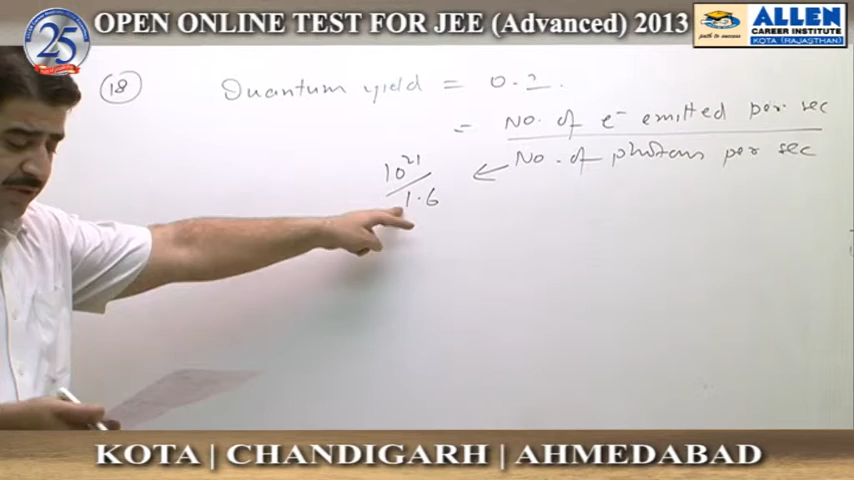 OPEN ONLINE TEST FOR JEE (Advanced) 2013
25
path to success
ALLEN
CAREER INSTITUTE
KOTA (RAJASTHAN)
18 Quantum yield = 0.2.
= No. of e⁻ emitted per sec
No. of photons per sec
10²¹
1.6
KOTA | CHANDIGARH | AHMEDABAD